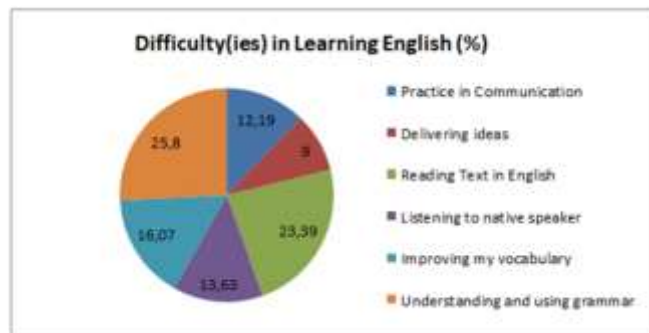 Difficulty(ies) in Learning English (%)
12,19
9
23,39
13,63
16,07
25,8
Practice in Communication
Delivering ideas
Reading Text in English
Listening to native speaker
Improving my vocabulary
Understanding and using grammar